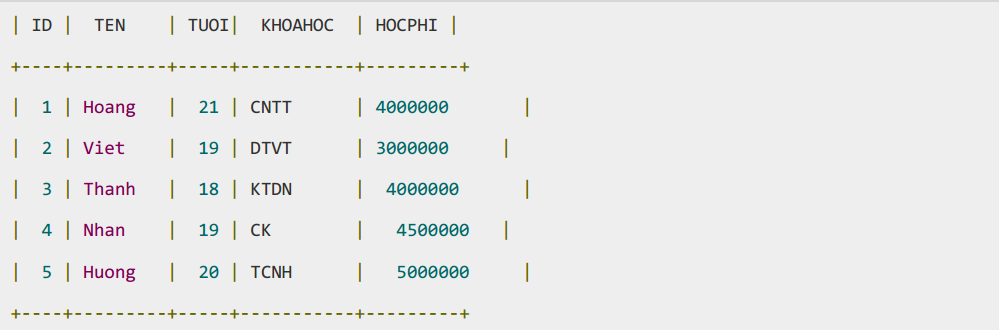 | ID |  TEN    | TUOI|  KHOAHOC  | HOCPHI |
+----+---------+-----+-----------+---------+
|  1 | Hoang   |  21 | CNTT      | 4000000       |
|  2 | Viet    |  19 | DTVT      | 3000000     |
|  3 | Thanh   |  18 | KTDN      |  4000000      |
|  4 | Nhan    |  19 | CK        |   4500000   |
|  5 | Huong   |  20 | TCNH      |   5000000     |
+----+---------+-----+-----------+---------+